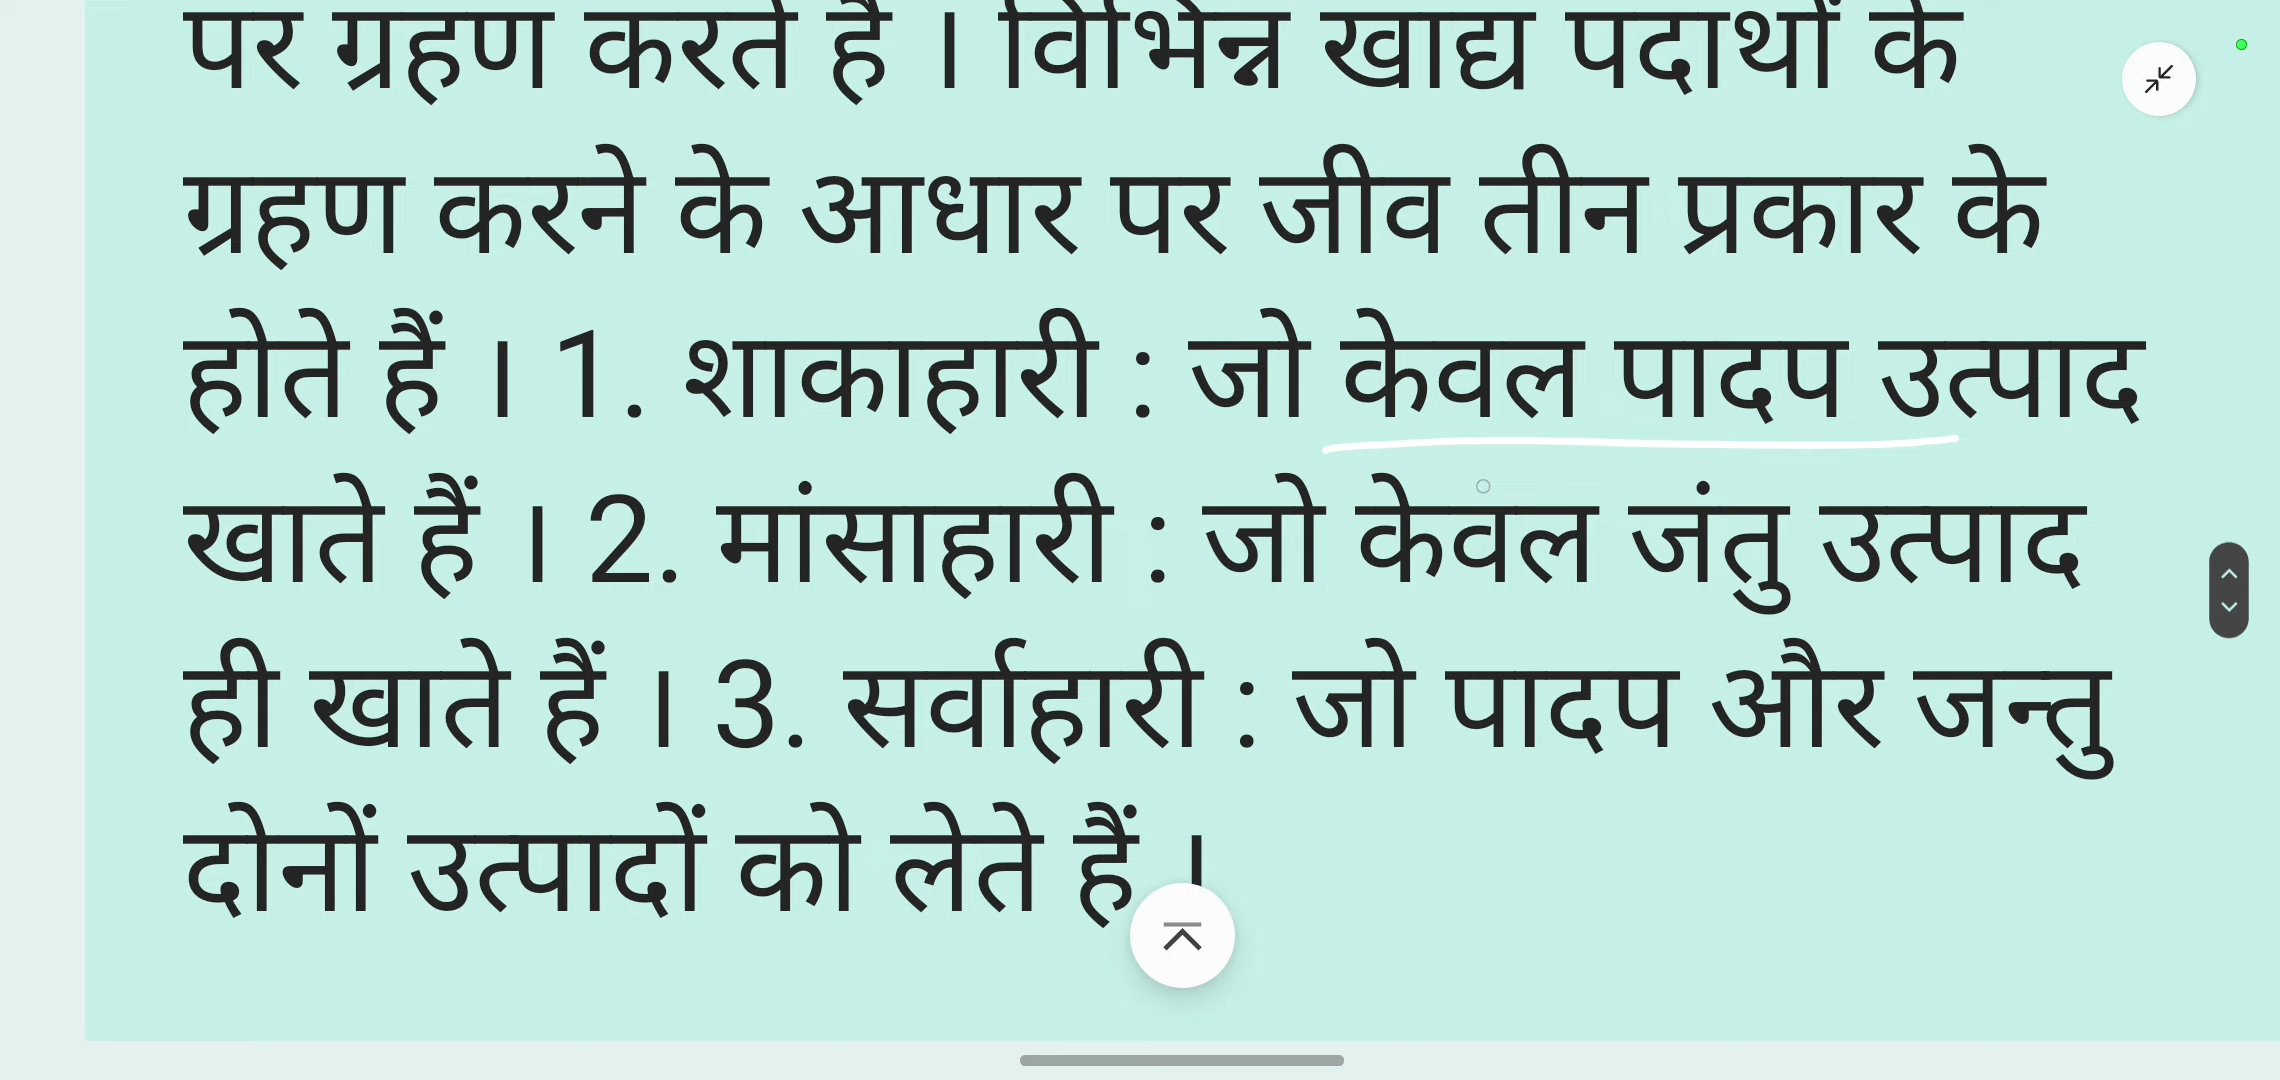 पर ग्रहण करते हैं । विभिन्न खाद्य पदार्थों के
ग्रहण करने के आधार पर जीव तीन प्रकार के
होते हैं । 1. शाकाहारी : जो केवल पादप उत्पाद
खाते हैं । 2. मांसाहारी : जो केवल जंतु उत्पाद
ही खाते हैं । 3. सर्वाहारी : जो पादप और जन्तु
दोनों उत्पादों को लेते हैं ।